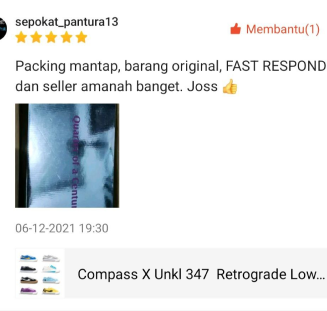 sepokat_pantura13
Membantu(1)
Packing mantap, barang original, FAST RESPOND
dan seller amanah banget. Joss 👍
06-12-2021 19:30
Compass X Unkl 347 Retrograde Low...